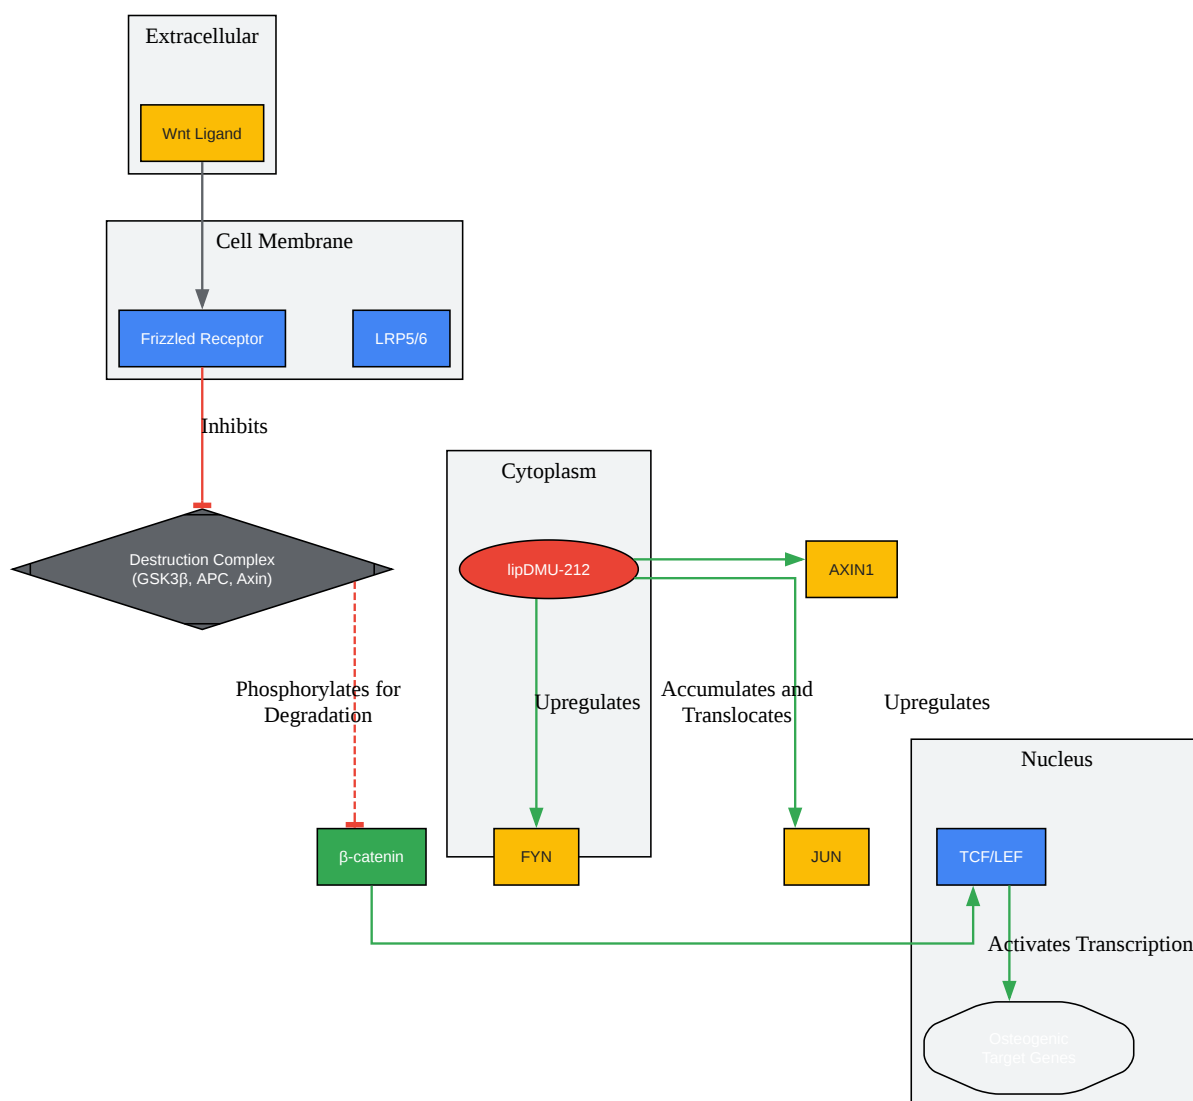 Extracellular
Wnt Ligand
Cell Membrane
Frizzled Receptor
LRP5/6
Inhibits
Cytoplasm
Destruction Complex
(GSK3β, APC, Axin)
lipDMU-212
AXIN1
Phosphorylates for
Degradation
Upregulates
Accumulates and
Translocates
Upregulates
Nucleus
β-catenin
FYN
JUN
TCF/LEF
Activates Transcription
Osteogenic
Target Genes